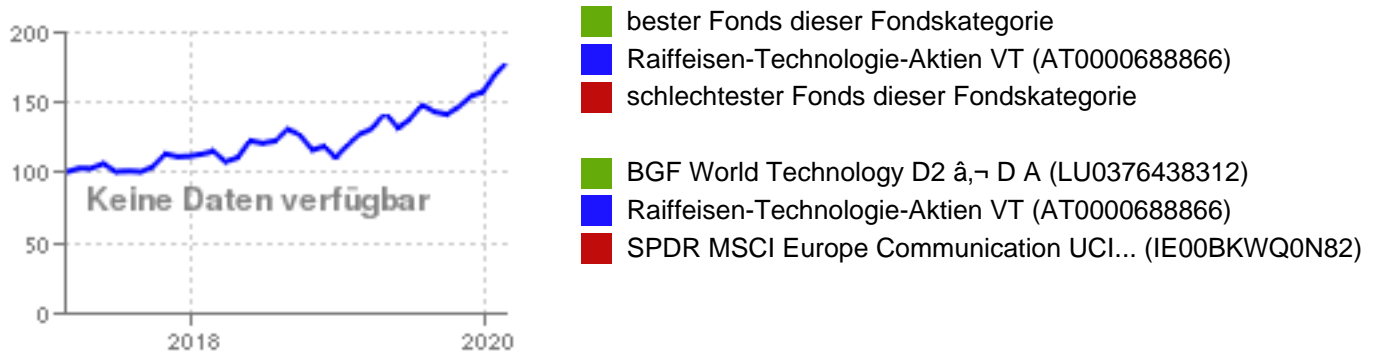 200
150
100
50
0
Keine Daten verfügbar
2018
2020
bester Fonds dieser Fondskategorie
Raiffeisen-Technologie-Aktien VT (AT0000688866)
schlechtester Fonds dieser Fondskategorie
BGF World Technology D2 â‚¬ D A (LU0376438312)
Raiffeisen-Technologie-Aktien VT (AT0000688866)
SPDR MSCI Europe Communication UCI... (IE00BKWQ0N82)